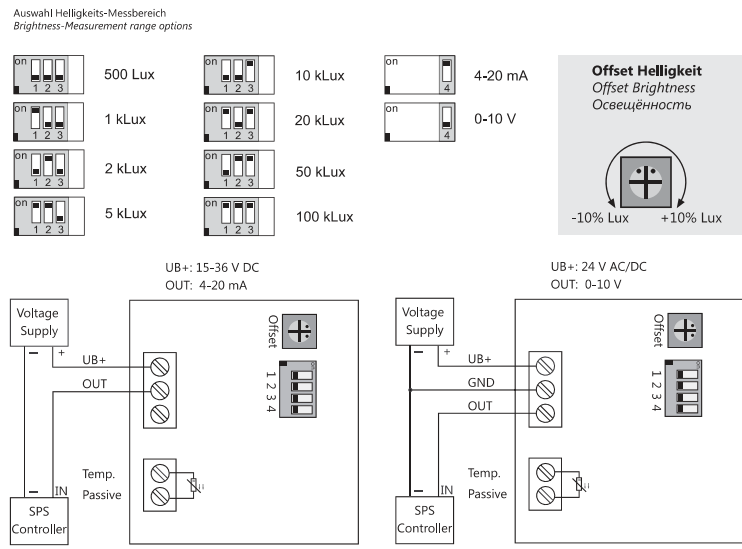 Auswahl Helligkeits-Messbereich
Brightness-Measurement range options
on
1 2 3
500 Lux
on
1 2 3
1 kLux
on
1 2 3
2 kLux
on
1 2 3
5 kLux
on
1 2 3
10 kLux
on
1 2 3
20 kLux
on
1 2 3
50 kLux
on
1 2 3
100 kLux
on
4
4-20 mA
on
4
0-10 V
Offset Helligkeit
Offset Brightness
Освещённость
-10% Lux +10% Lux
UB+: 15-36 V DC
OUT: 4-20 mA
Voltage
Supply
− +
UB+
OUT
Offset
on
1 2 3 4
Temp.
Passive
− IN
SPS
Controller
UB+: 24 V AC/DC
OUT: 0-10 V
Voltage
Supply
− +
UB+
GND
OUT
Offset
on
1 2 3 4
Temp.
Passive
− IN
SPS
Controller